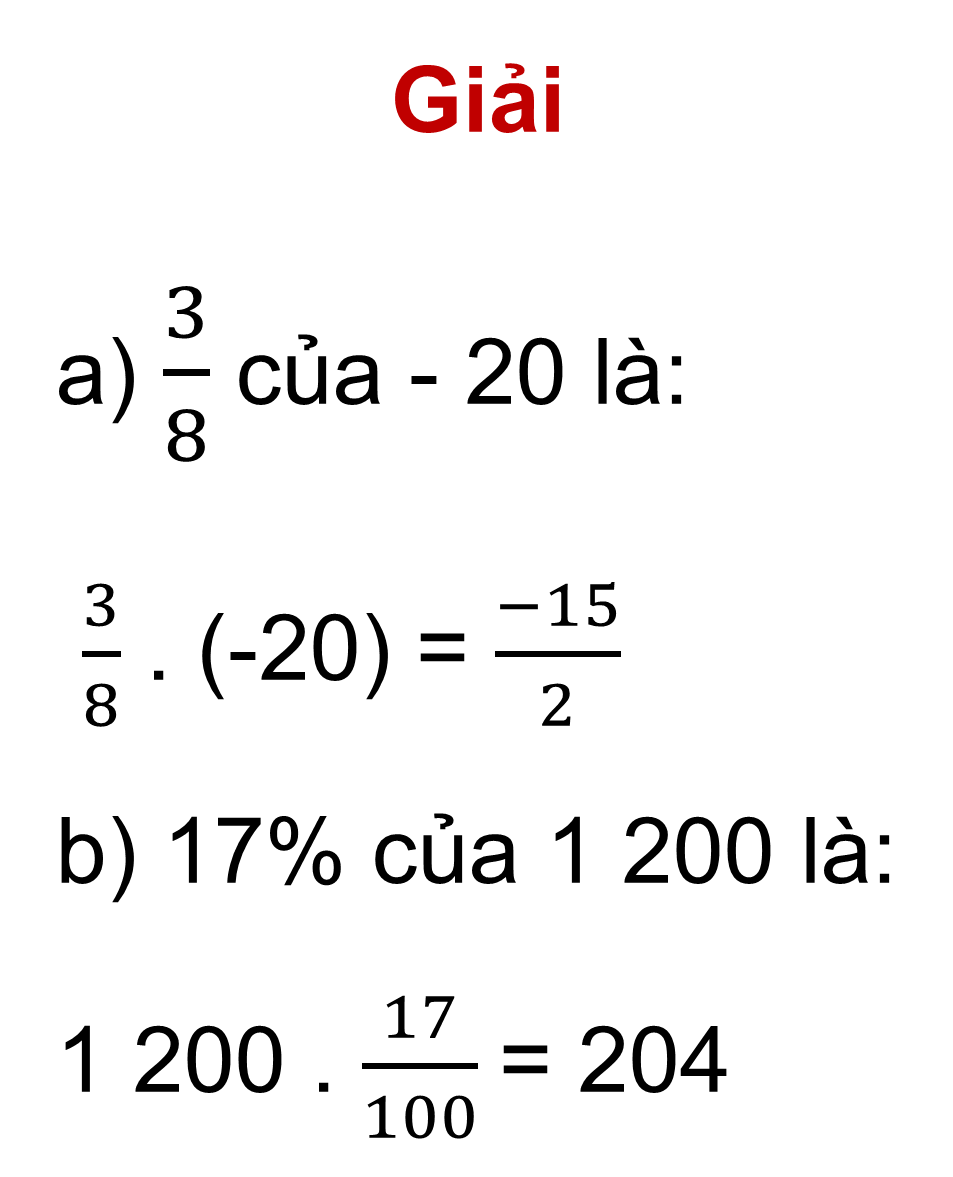 Giải
a) 3/8 của - 20 là:
3/8 . (-20) = −15/2
b) 17% của 1 200 là:
1 200 . 17/100 = 204